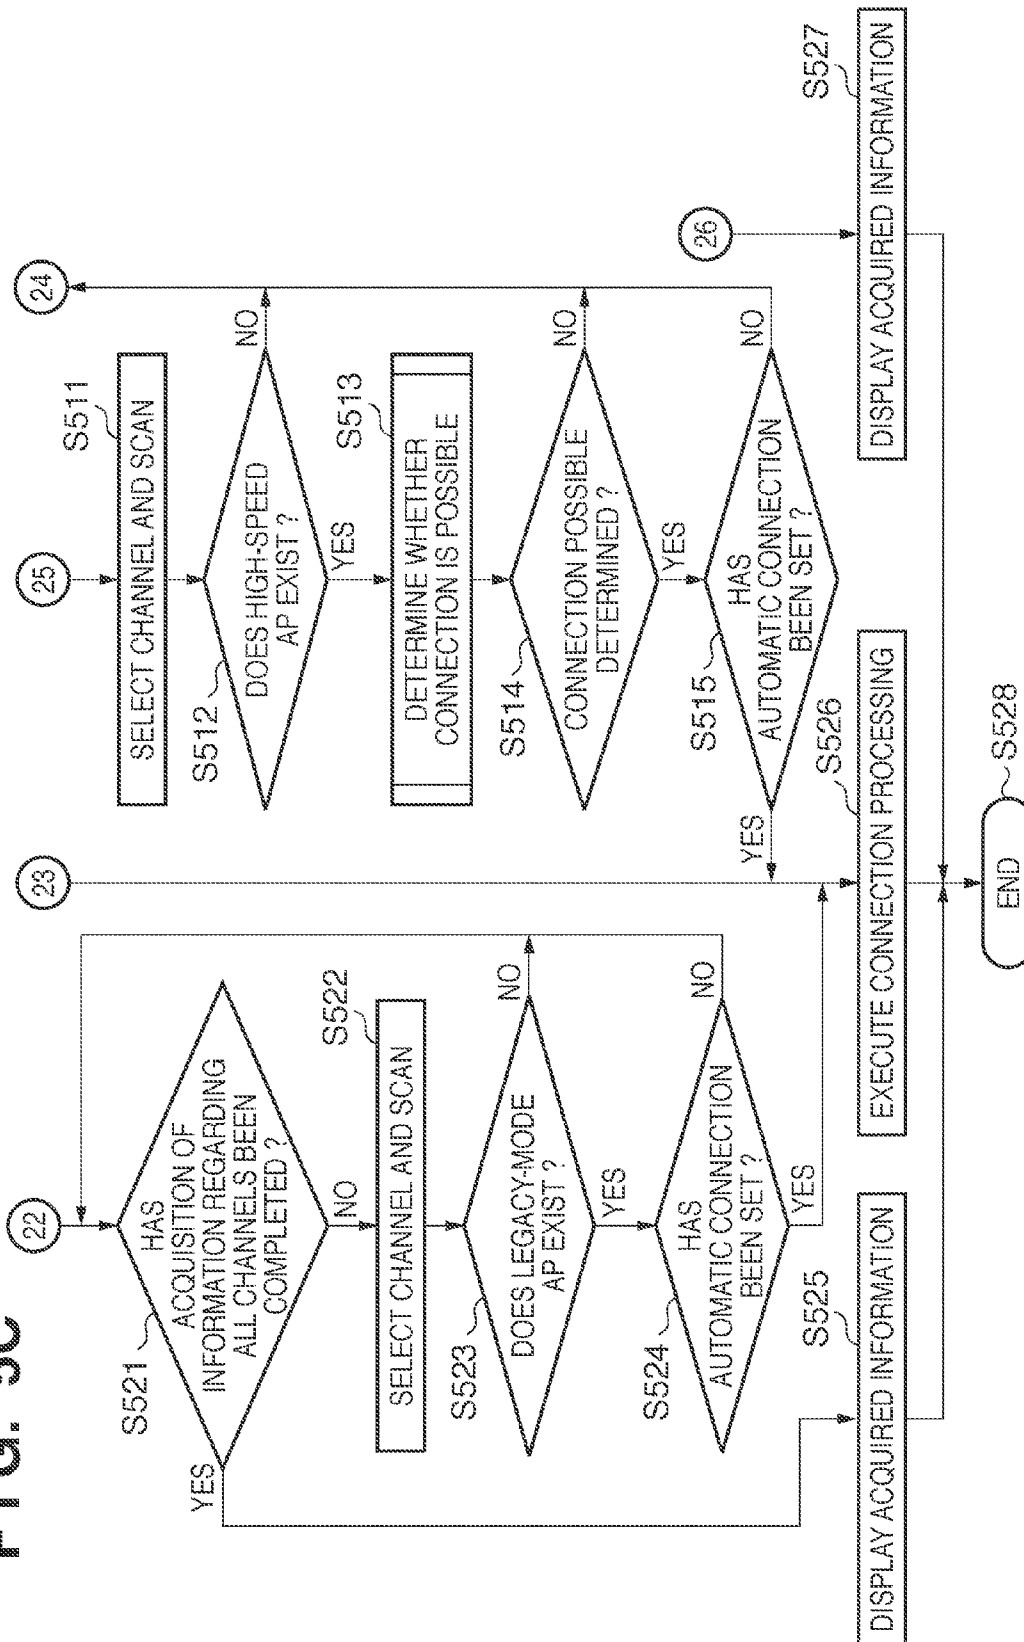 FIG. 5C
22
S521
HAS
ACQUISITION OF
INFORMATION REGARDING
ALL CHANNELS BEEN
COMPLETED ?
YES
NO
S522
SELECT CHANNEL AND SCAN
S523
DOES LEGACY-MODE
AP EXIST ?
NO
YES
S524
HAS
AUTOMATIC CONNECTION
BEEN SET ?
NO
YES
S525
DISPLAY ACQUIRED INFORMATION
23
25
24
S511
SELECT CHANNEL AND SCAN
S512
DOES HIGH-SPEED
AP EXIST ?
NO
YES
S513
DETERMINE WHETHER
CONNECTION IS POSSIBLE
S514
CONNECTION POSSIBLE
DETERMINED ?
NO
YES
S515
HAS
AUTOMATIC CONNECTION
BEEN SET ?
YES
NO
S526
EXECUTE CONNECTION PROCESSING
26
S527
DISPLAY ACQUIRED INFORMATION
S528
END